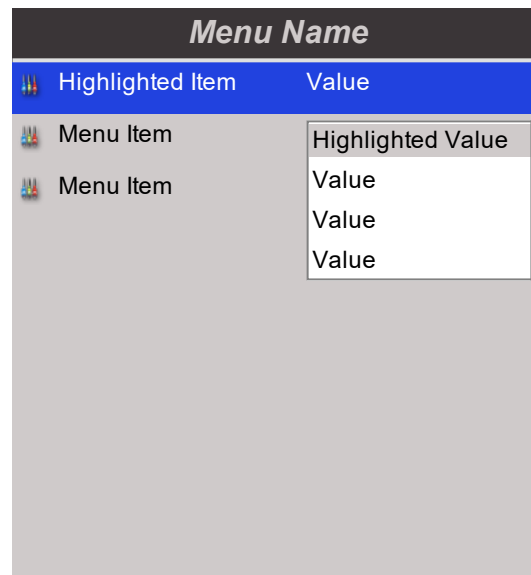 Menu Name
Highlighted Item Value
Menu Item
Highlighted Value
Menu Item
Value
Value
Value